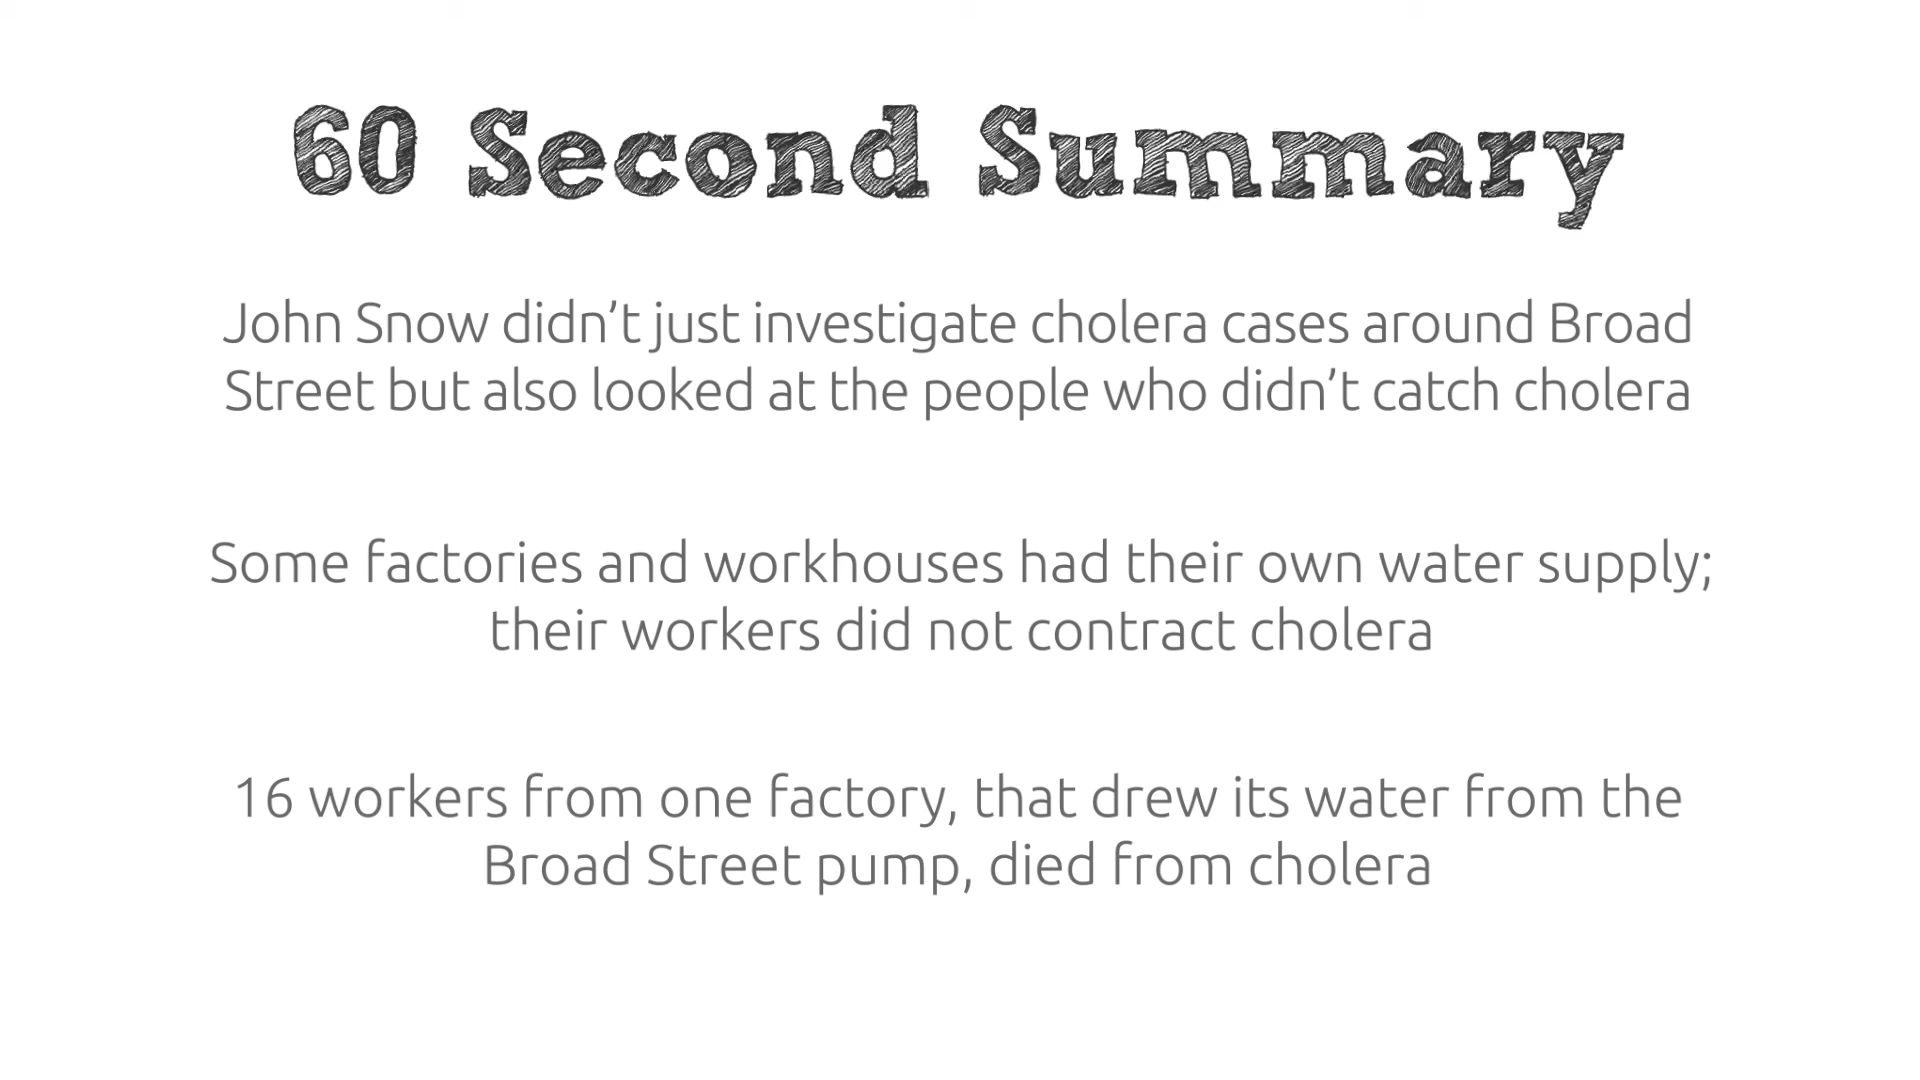 60 Second Summary
John Snow didn’t just investigate cholera cases around Broad
Street but also looked at the people who didn’t catch cholera
Some factories and workhouses had their own water supply;
their workers did not contract cholera
16 workers from one factory, that drew its water from the
Broad Street pump, died from cholera